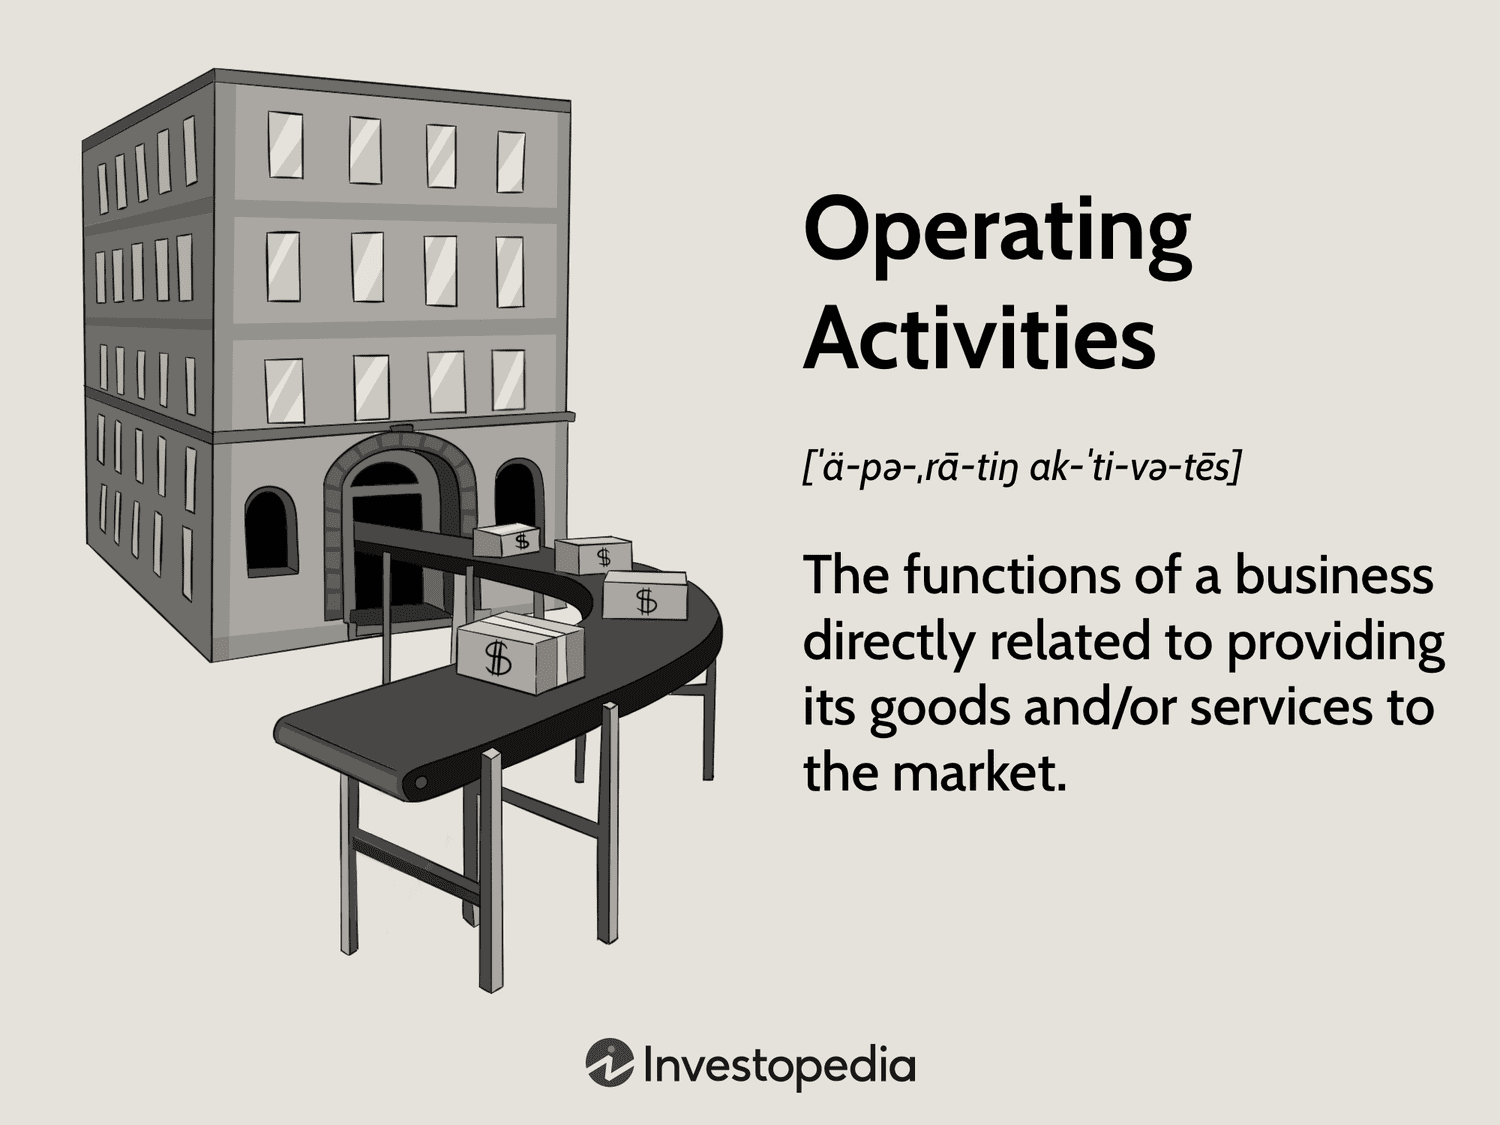 Operating
Activities
[ˈä-pə-ˌrā-tiŋ ak-ˈti-və-tēs]
The functions of a business
directly related to providing
its goods and/or services to
the market.
$
$
$
$
Investopedia